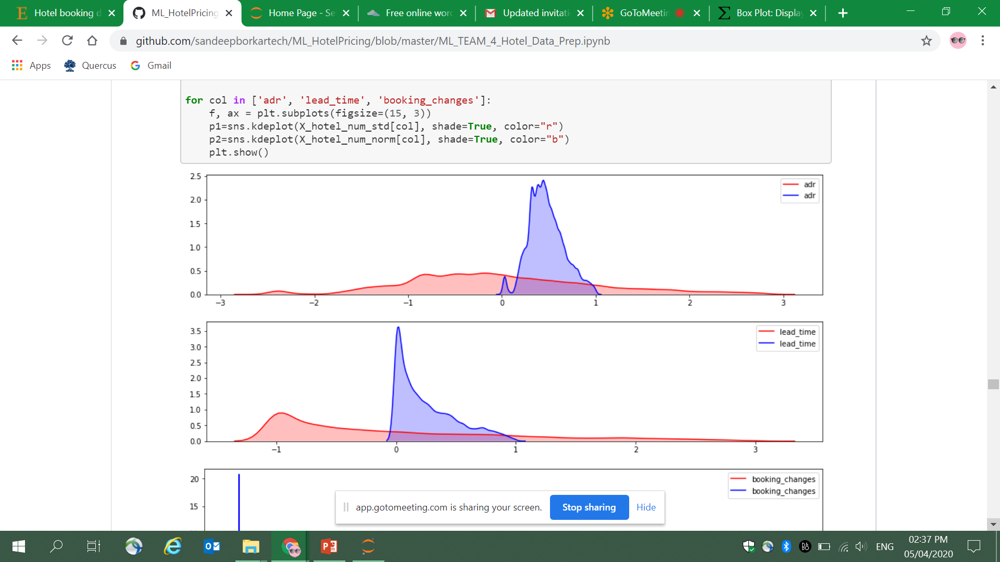 Hotel booking d
ML_HotelPricing
Home Page - Se
Free online wor
Updated invitati
GoToMeetin
Box Plot: Display
github.com/sandeepborkartech/ML_HotelPricing/blob/master/ML_TEAM_4_Hotel_Data_Prep.ipynb
Apps
Quercus
Gmail
for col in ['adr', 'lead_time', 'booking_changes']:
f, ax = plt.subplots(figsize=(15, 3))
p1=sns.kdeplot(X_hotel_num_std[col], shade=True, color="r")
p2=sns.kdeplot(X_hotel_num_norm[col], shade=True, color="b")
plt.show()
2.5
2.0
1.5
1.0
0.5
0.0
−3 −2 −1 0 1 2 3
adr
adr
3.5
3.0
2.5
2.0
1.5
1.0
0.5
0.0
−1 0 1 2 3
lead_time
lead_time
20
15
booking_changes
booking_changes
app.gotomeeting.com is sharing your screen.
Stop sharing
Hide
ENG
02:37 PM
05/04/2020